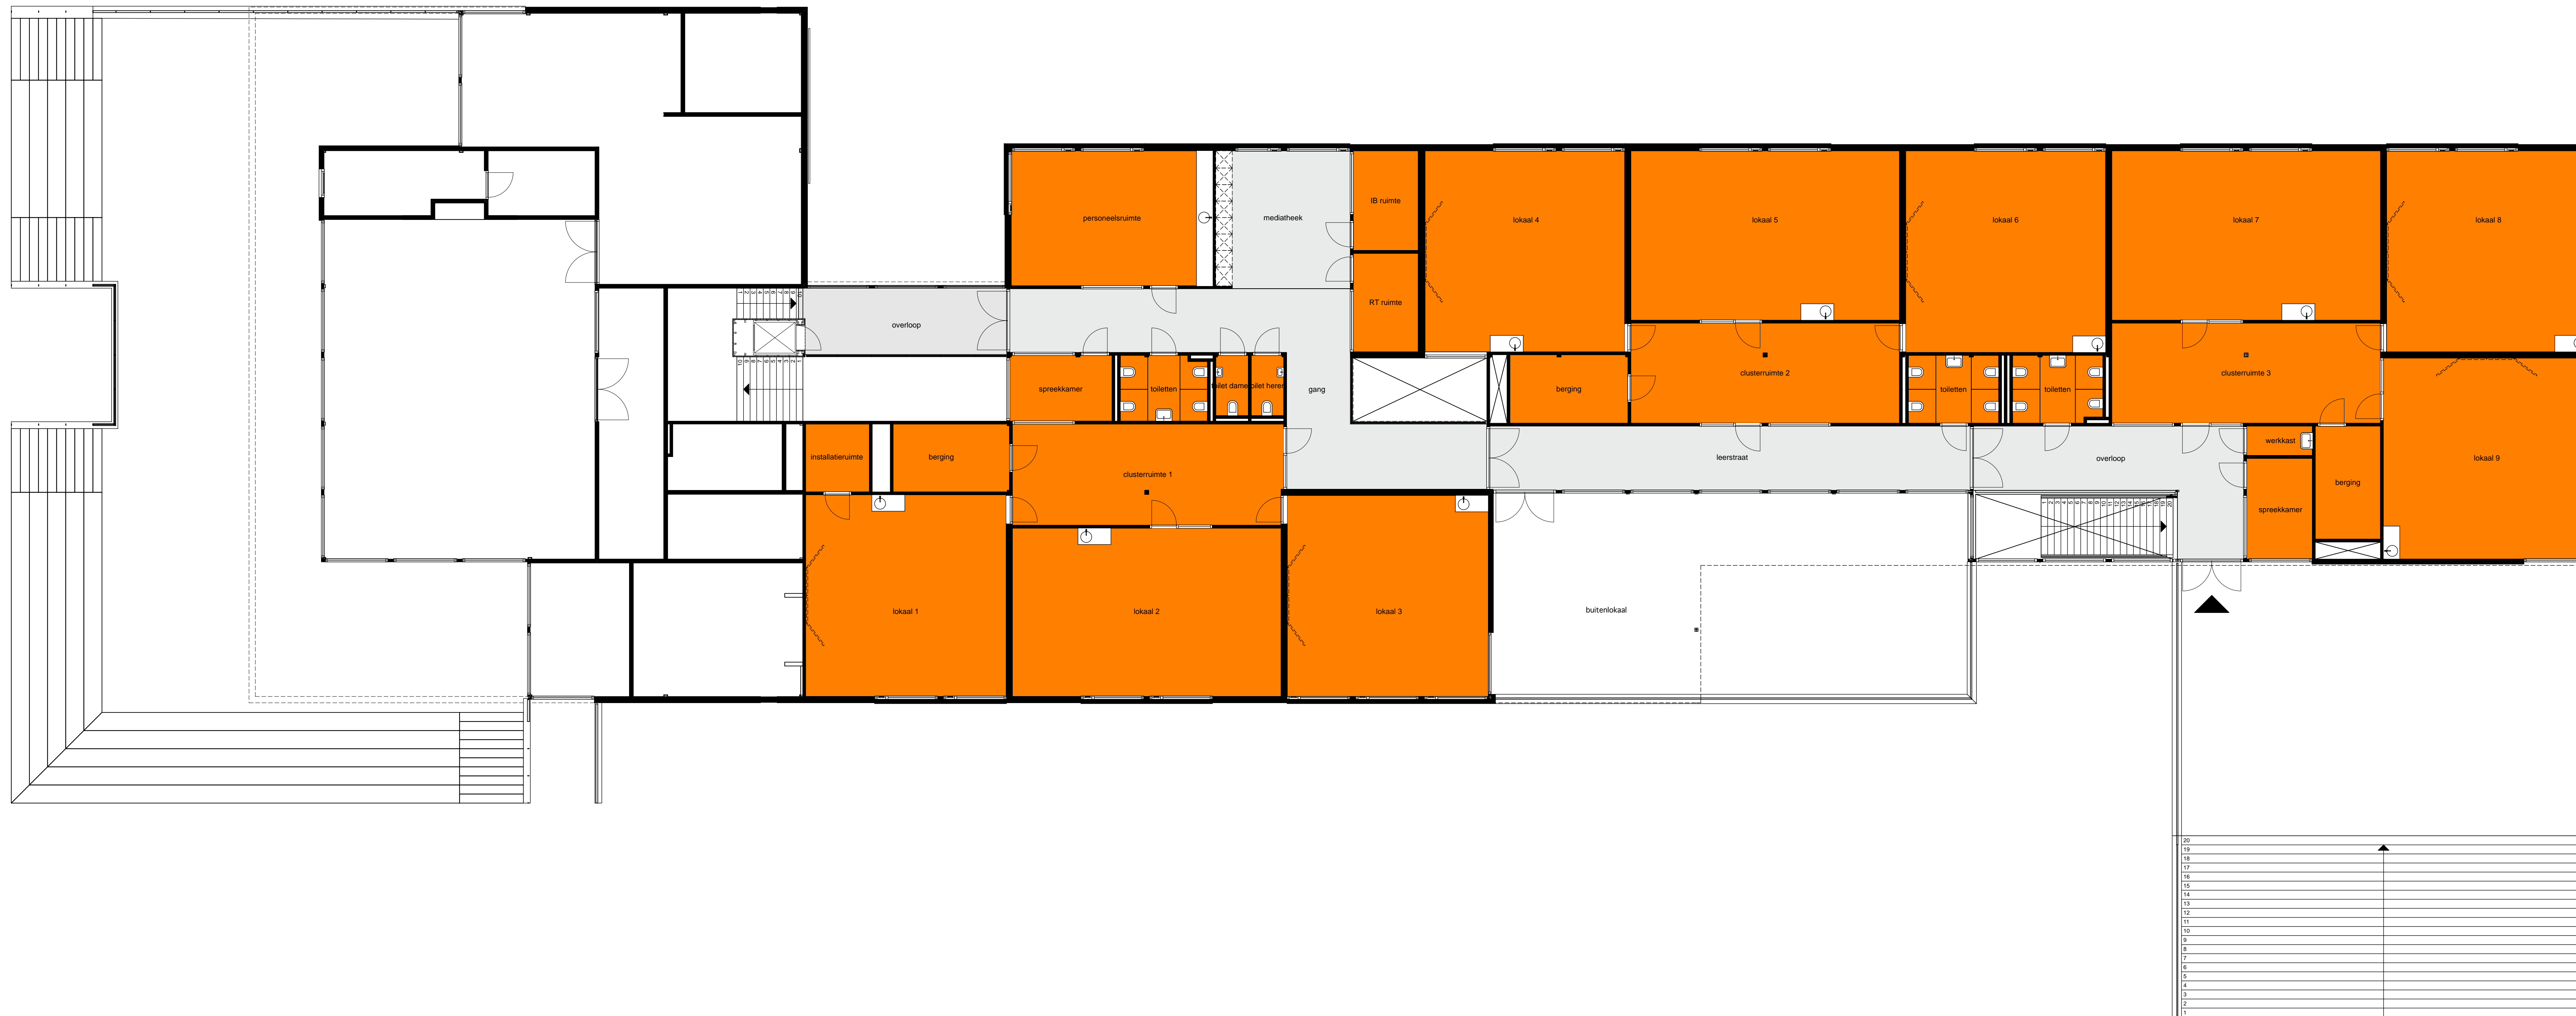 personeelsruimte
mediatheek
IB ruimte
RT ruimte
lokaal 4
lokaal 5
lokaal 6
lokaal 7
lokaal 8
overloop
spreekkamer
toiletten
toilet dames
toilet heren
gang
berging
clusterruimte 2
toiletten
toiletten
clusterruimte 3
installatieruimte
berging
clusterruimte 1
leerstraat
overloop
werkkast
spreekkamer
berging
lokaal 9
lokaal 1
lokaal 2
lokaal 3
buitenlokaal
20
19
18
17
16
15
14
13
12
11
10
9
8
7
6
5
4
3
2
1